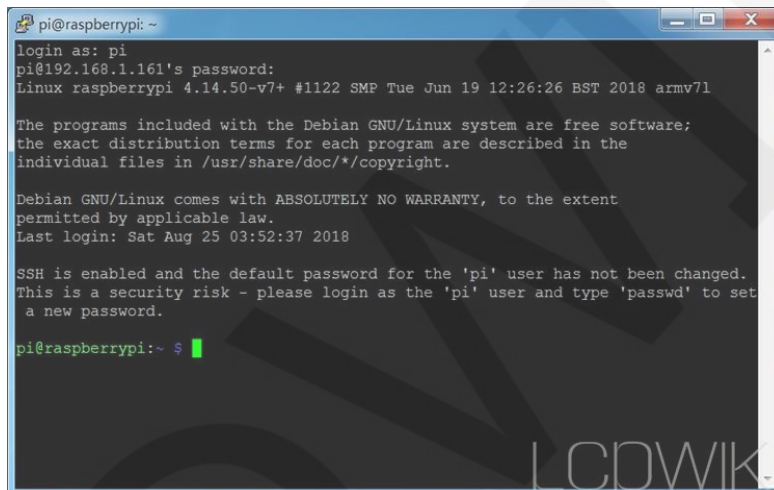 pi@raspberrypi: ~
login as: pi
pi@192.168.1.161's password:
Linux raspberrypi 4.14.50-v7+ #1122 SMP Tue Jun 19 12:26:26 BST 2018 armv7l
The programs included with the Debian GNU/Linux system are free software;
the exact distribution terms for each program are described in the
individual files in /usr/share/doc/*/copyright.
Debian GNU/Linux comes with ABSOLUTELY NO WARRANTY, to the extent
permitted by applicable law.
Last login: Sat Aug 25 03:52:37 2018
SSH is enabled and the default password for the 'pi' user has not been changed.
This is a security risk - please login as the 'pi' user and type 'passwd' to set
a new password.
pi@raspberrypi:~ $
LCDWIK